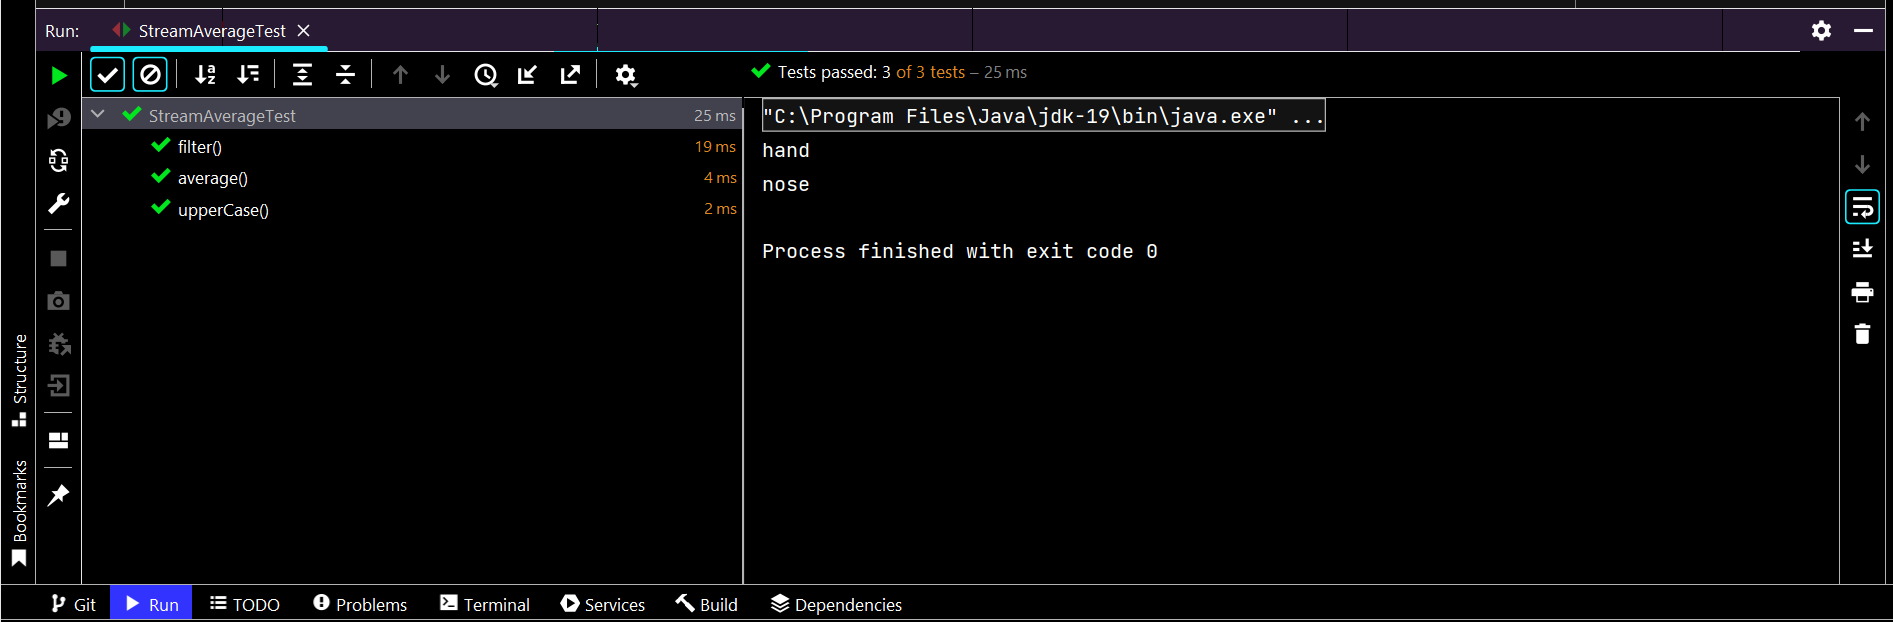 Run: StreamAverageTest
Tests passed: 3 of 3 tests – 25 ms
StreamAverageTest 25 ms
filter() 19 ms
average() 4 ms
upperCase() 2 ms
"C:\Program Files\Java\jdk-19\bin\java.exe" ...
hand
nose
Process finished with exit code 0
Structure
Bookmarks
Git Run TODO Problems Terminal Services Build Dependencies